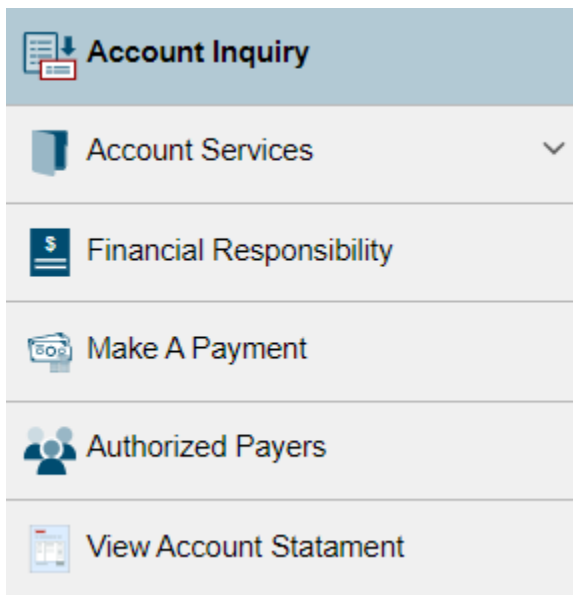 Account Inquiry
Account Services
$
Financial Responsibility
Make A Payment
Authorized Payers
View Account Statament